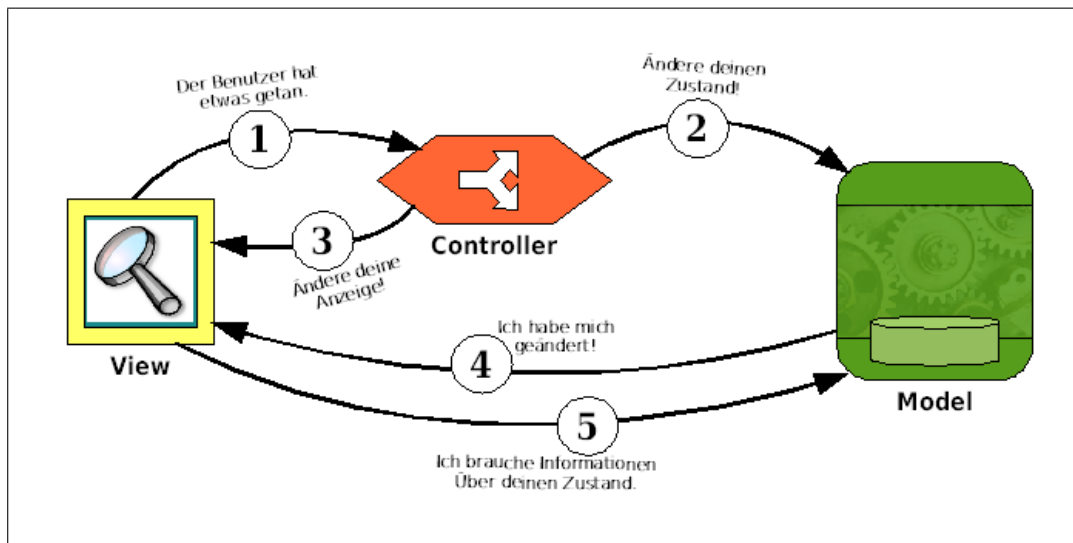 Der Benutzer hat
etwas getan.
1
Ändere deinen
Zustand!
2
Controller
3
Ändere deine
Anzeige!
View
Ich habe mich
geändert!
4
Model
5
Ich brauche Informationen
Über deinen Zustand.